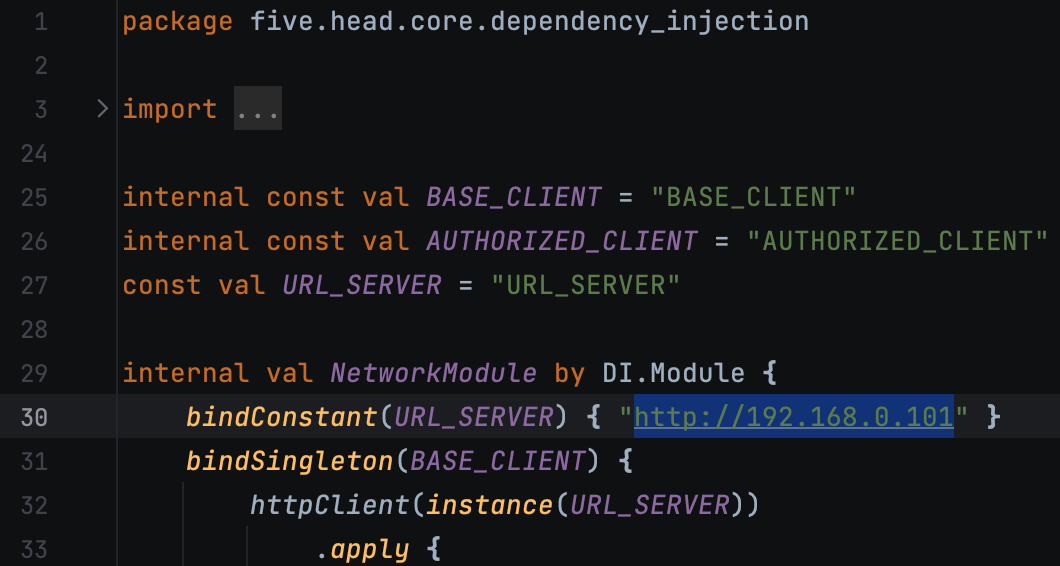 1 package five.head.core.dependency_injection
2
3 import ...
24
25 internal const val BASE_CLIENT = "BASE_CLIENT"
26 internal const val AUTHORIZED_CLIENT = "AUTHORIZED_CLIENT"
27 const val URL_SERVER = "URL_SERVER"
28
29 internal val NetworkModule by DI.Module {
30     bindConstant(URL_SERVER) { "http://192.168.0.101" }
31     bindSingleton(BASE_CLIENT) {
32         httpClient(instance(URL_SERVER))
33             .apply {